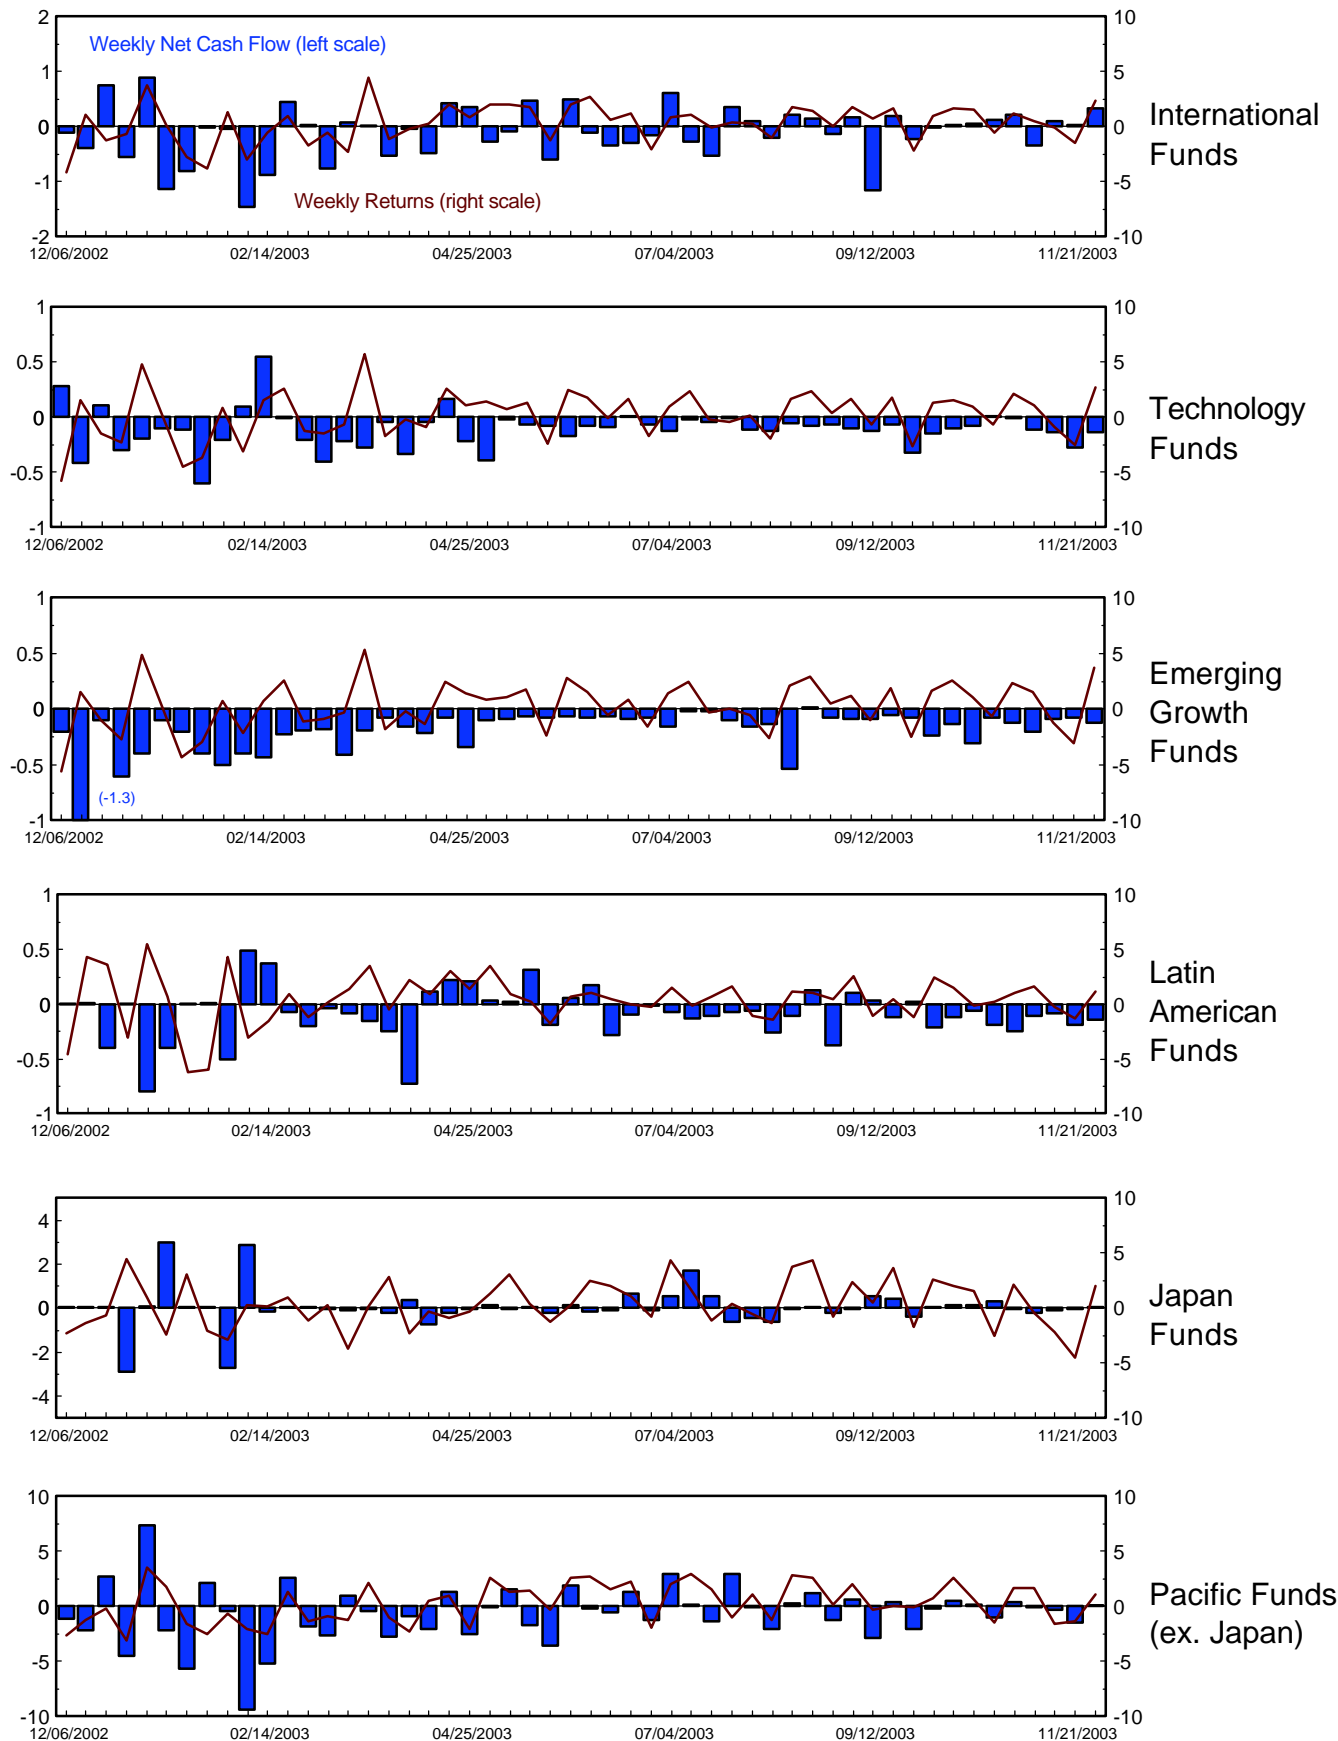 2
1
0
-1
-2
10
5
0
-5
-10
Weekly Net Cash Flow (left scale)
Weekly Returns (right scale)
12/06/2002 02/14/2003 04/25/2003 07/04/2003 09/12/2003 11/21/2003
International
Funds
1
0.5
0
-0.5
-1
10
5
0
-5
-10
12/06/2002 02/14/2003 04/25/2003 07/04/2003 09/12/2003 11/21/2003
Technology
Funds
1
0.5
0
-0.5
-1
10
5
0
-5
-10
(-1.3)
12/06/2002 02/14/2003 04/25/2003 07/04/2003 09/12/2003 11/21/2003
Emerging
Growth
Funds
1
0.5
0
-0.5
-1
10
5
0
-5
-10
12/06/2002 02/14/2003 04/25/2003 07/04/2003 09/12/2003 11/21/2003
Latin
American
Funds
4
2
0
-2
-4
10
5
0
-5
-10
12/06/2002 02/14/2003 04/25/2003 07/04/2003 09/12/2003 11/21/2003
Japan
Funds
10
5
0
-5
-10
10
5
0
-5
-10
12/06/2002 02/14/2003 04/25/2003 07/04/2003 09/12/2003 11/21/2003
Pacific Funds
(ex. Japan)